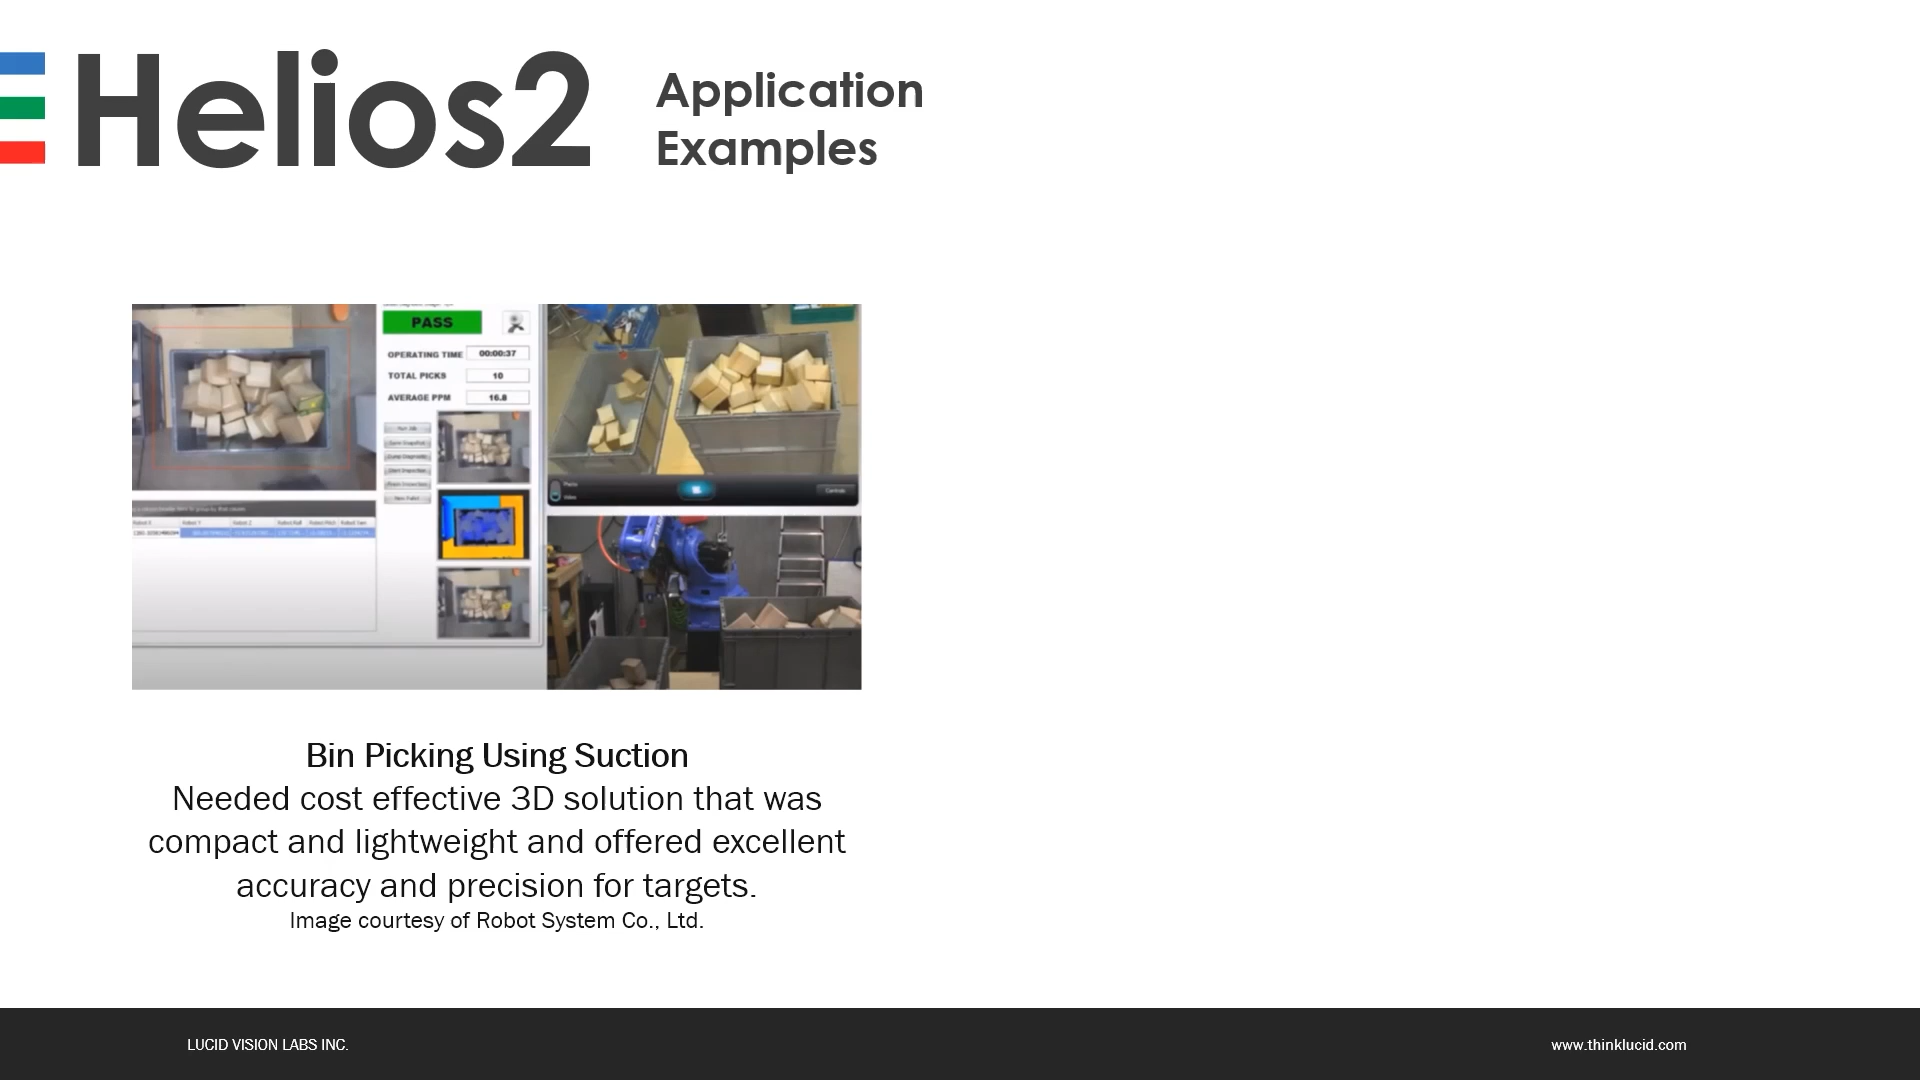 Helios2
Application
Examples
PASS
OPERATING TIME 00:00:37
TOTAL PICKS 10
AVERAGE PPM 16.8
Bin Picking Using Suction
Needed cost effective 3D solution that was
compact and lightweight and offered excellent
accuracy and precision for targets.
Image courtesy of Robot System Co., Ltd.
LUCID VISION LABS INC.
www.thinklucid.com